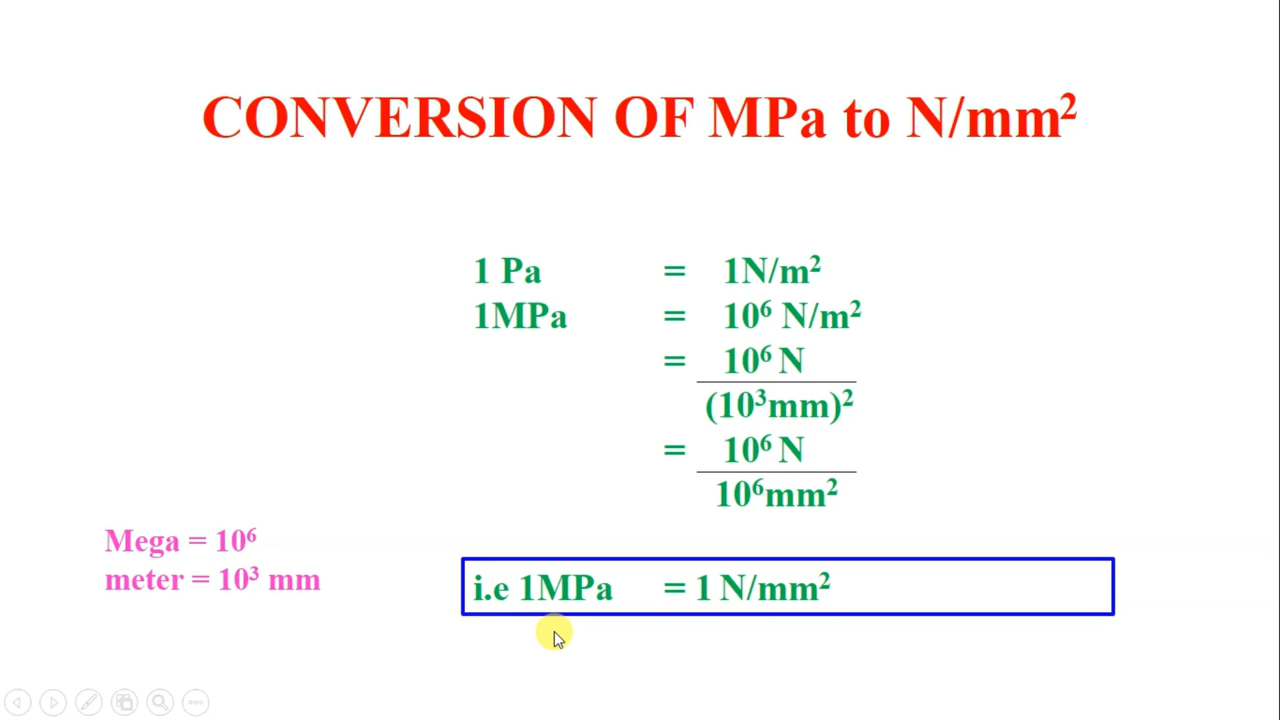 CONVERSION OF MPa to N/mm²
1 Pa = 1N/m²
1MPa = 10⁶ N/m²
= 10⁶ N
(10³mm)²
= 10⁶ N
10⁶mm²
Mega = 10⁶
meter = 10³ mm
i.e 1MPa = 1 N/mm²